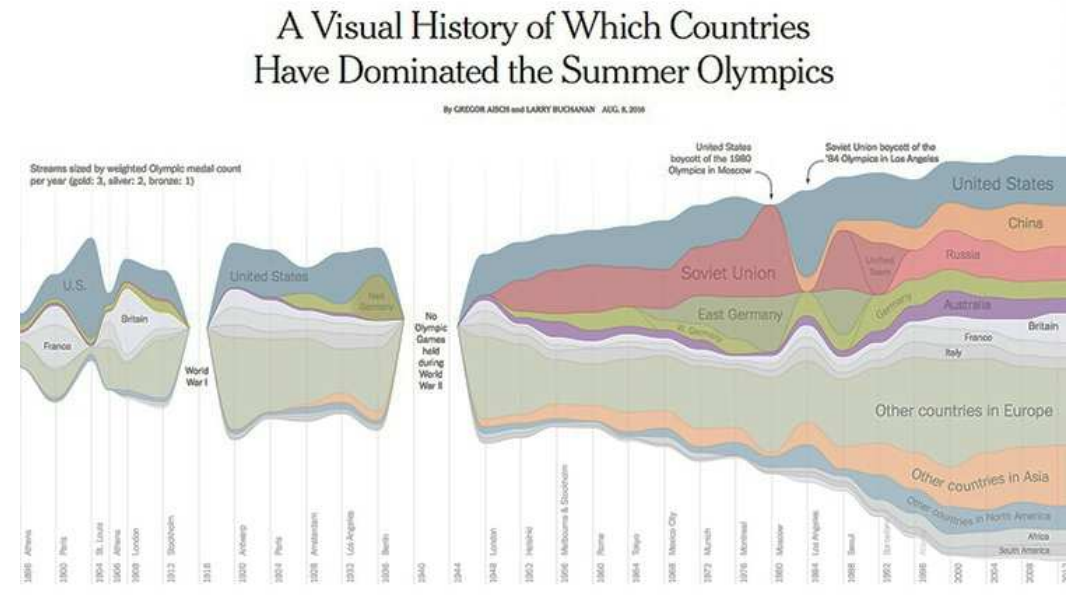 A Visual History of Which Countries
Have Dominated the Summer Olympics
By GREGOR AISCH and LARRY BUCHANAN AUG. 8, 2016
Streams sized by weighted Olympic medal count
per year (gold: 3, silver: 2, bronze: 1)
United States
boycott of the 1980
Olympics in Moscow
Soviet Union boycott of the
'84 Olympics in Los Angeles
U.S.
Britain
France
World
War I
United States
Nazi
Germany
No
Olympic
Games
held
during
World
War II
Soviet Union
East Germany
W. Germany
United
Team
Germany
United States
China
Russia
Australia
Britain
France
Italy
Other countries in Europe
Other countries in Asia
Other countries in North America
Africa
South America
1896 Athens
1900 Paris
1904 St. Louis
1906 Athens
1908 London
1912 Stockholm
1916
1920 Antwerp
1924 Paris
1928 Amsterdam
1932 Los Angeles
1936 Berlin
1940
1944
1948 London
1952 Helsinki
1956 Melbourne & Stockholm
1960 Rome
1964 Tokyo
1968 Mexico City
1972 Munich
1976 Montreal
1980 Moscow
1984 Los Angeles
1988 Seoul
1992 Barcelona
1996
2000
2004
2008
2012